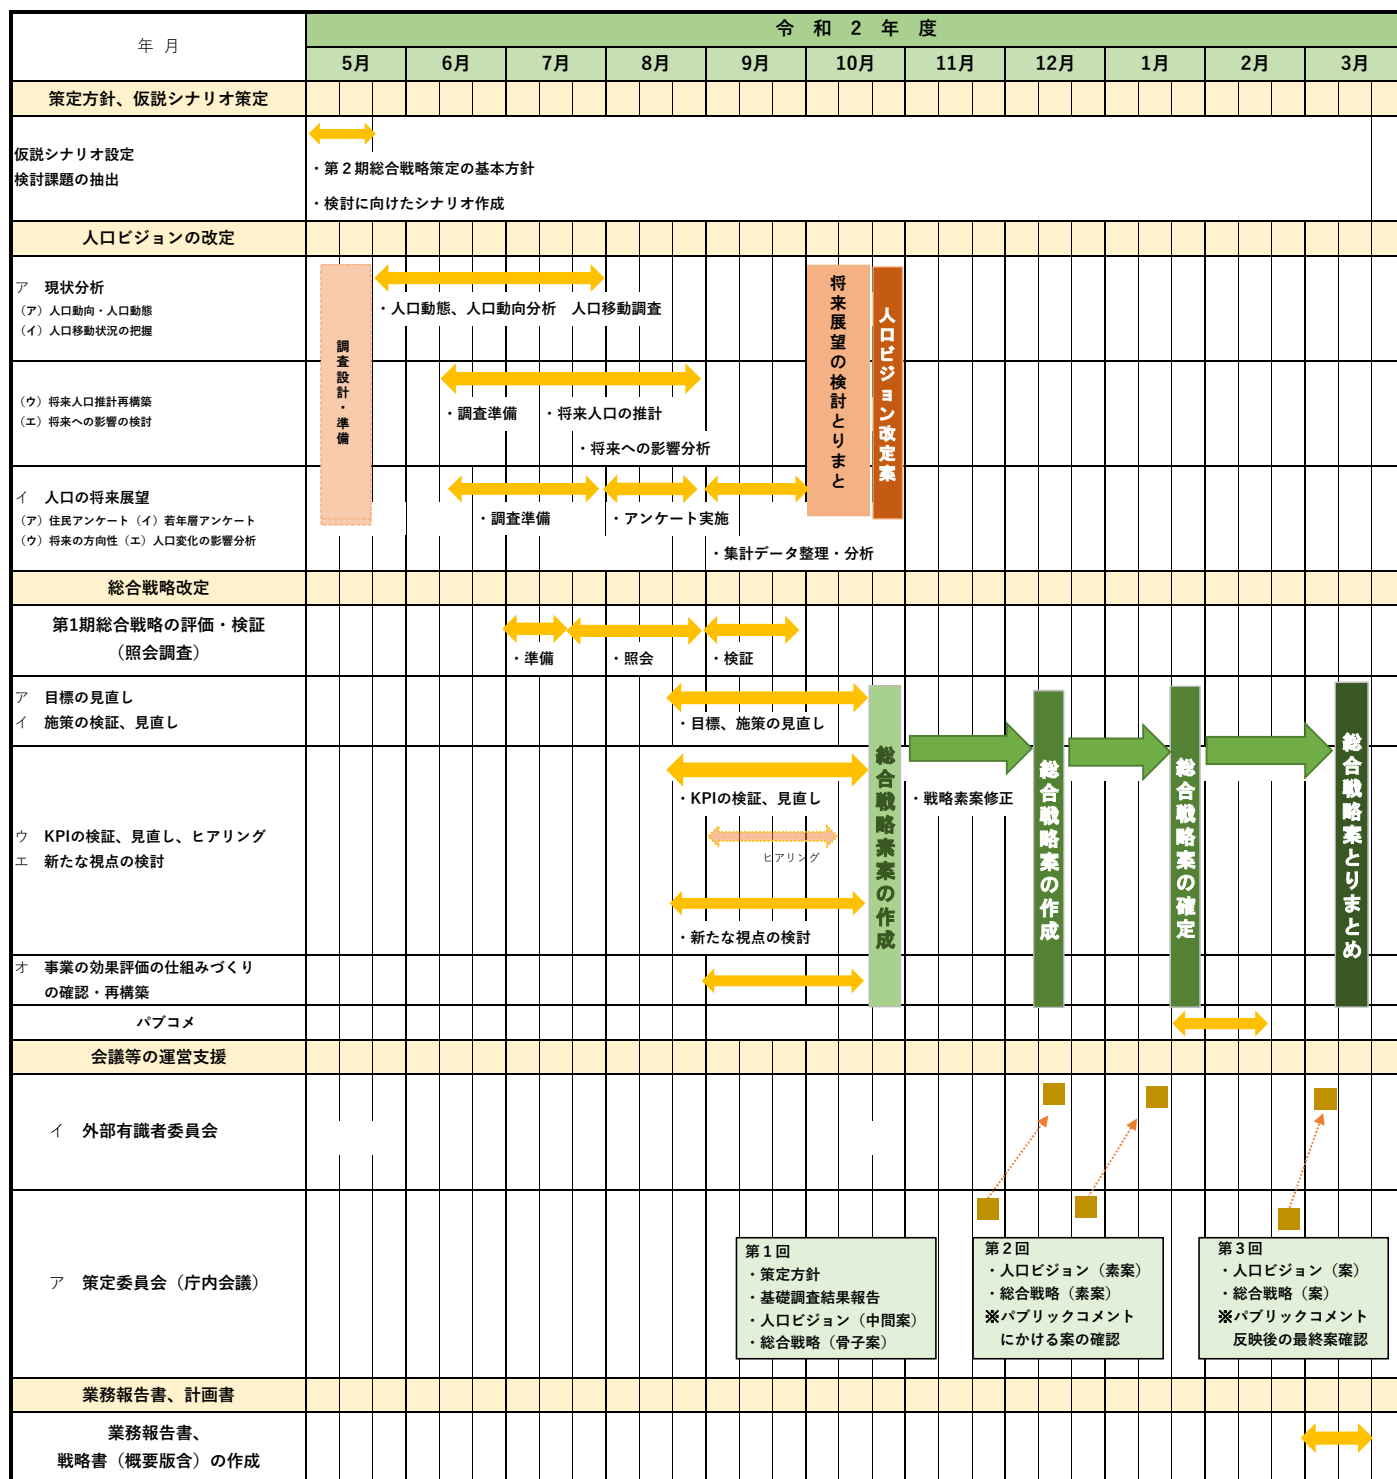 年 月
令 和 2 年 度
5月 6月 7月 8月 9月 10月 11月 12月 1月 2月 3月
策定方針、仮説シナリオ策定
仮説シナリオ設定
検討課題の抽出
・第２期総合戦略策定の基本方針
・検討に向けたシナリオ作成
人口ビジョンの改定
ア 現状分析
（ア）人口動向・人口動態
（イ）人口移動状況の把握
調査設計・準備
・人口動態、人口動向分析 人口移動調査
将来展望の検討とりまと
人口ビジョン改定案
（ウ）将来人口推計再構築
（エ）将来への影響の検討
・調査準備
・将来人口の推計
・将来への影響分析
イ 人口の将来展望
（ア）住民アンケート（イ）若年層アンケート
（ウ）将来の方向性（エ）人口変化の影響分析
・調査準備
・アンケート実施
・集計データ整理・分析
総合戦略改定
第1期総合戦略の評価・検証
（照会調査）
・準備
・照会
・検証
ア 目標の見直し
イ 施策の検証、見直し
・目標、施策の見直し
総合戦略素案の作成
総合戦略案の作成
総合戦略案の確定
総合戦略案とりまとめ
ウ KPIの検証、見直し、ヒアリング
エ 新たな視点の検討
・KPIの検証、見直し
・戦略素案修正
ヒアリング
・新たな視点の検討
オ 事業の効果評価の仕組みづくり
の確認・再構築
パブコメ
会議等の運営支援
イ 外部有識者委員会
ア 策定委員会（庁内会議）
第１回
・策定方針
・基礎調査結果報告
・人口ビジョン（中間案）
・総合戦略（骨子案）
第２回
・人口ビジョン（素案）
・総合戦略（素案）
※パブリックコメント
にかける案の確認
第３回
・人口ビジョン（案）
・総合戦略（案）
※パブリックコメント
反映後の最終案確認
業務報告書、計画書
業務報告書、
戦略書（概要版含）の作成